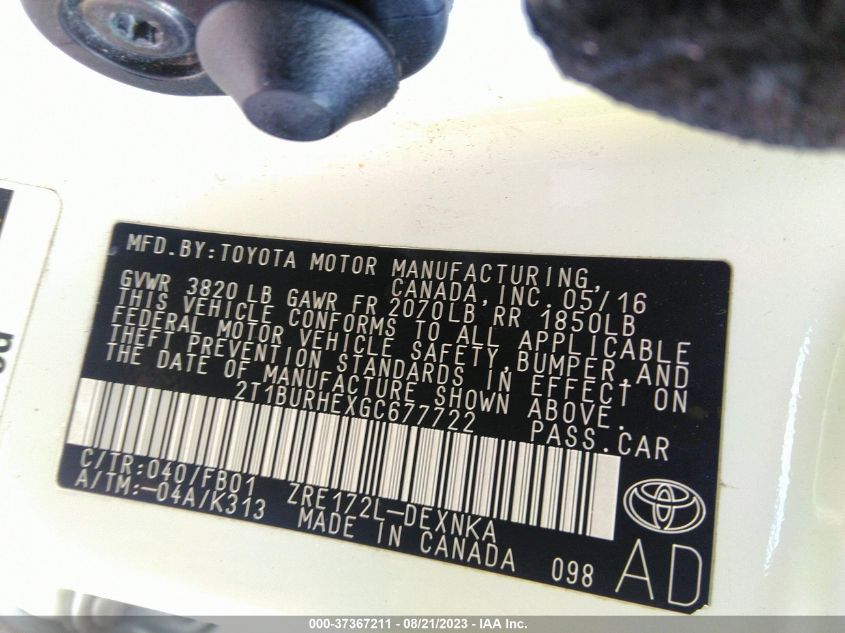 MFD.BY:TOYOTA MOTOR MANUFACTURING,
CANADA,INC.05/16
GVWR 3820 LB GAWR FR 2070LB RR 1850LB
THIS VEHICLE CONFORMS TO ALL APPLICABLE
FEDERAL MOTOR VEHICLE SAFETY,BUMPER,AND
THEFT PREVENTION STANDARDS IN EFFECT ON
THE DATE OF MANUFACTURE SHOWN ABOVE.
2T1BURHEXGC677722 PASS.CAR
C/TR:040/FB01 ZRE172L-DEXNKA
A/TM:-04A/K313 MADE IN CANADA 098 AD
000-37367211 - 08/21/2023 - IAA Inc.